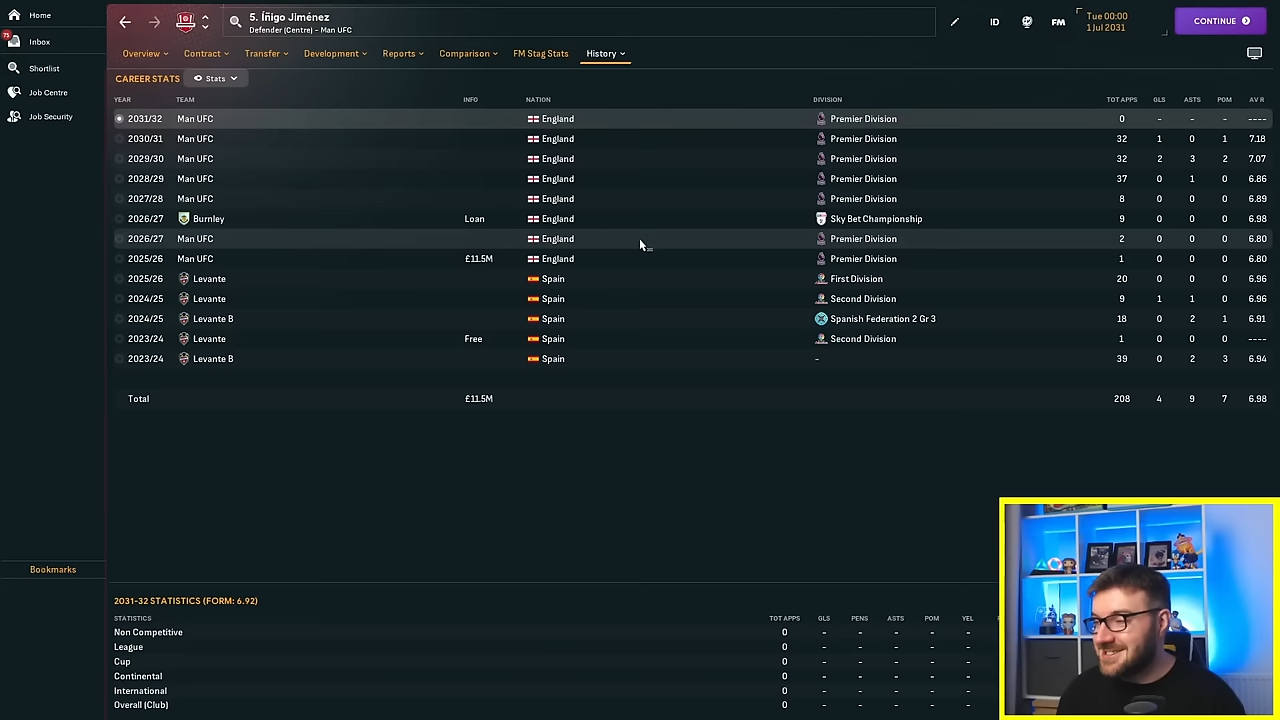 Home
75
Inbox
Shortlist
Job Centre
Job Security
Bookmarks
5. Íñigo Jiménez
Defender (Centre) - Man UFC
ID
FM
Tue 00:00
1 Jul 2031
CONTINUE
Overview Contract Transfer Development Reports Comparison FM Stag Stats History
CAREER STATS Stats
YEAR TEAM INFO NATION DIVISION TOT APPS GLS ASTS POM AV R
2031/32 Man UFC England Premier Division 0 - - - ----
2030/31 Man UFC England Premier Division 32 1 0 1 7.18
2029/30 Man UFC England Premier Division 32 2 3 2 7.07
2028/29 Man UFC England Premier Division 37 0 1 0 6.86
2027/28 Man UFC England Premier Division 8 0 0 0 6.89
2026/27 Burnley Loan England Sky Bet Championship 9 0 0 0 6.98
2026/27 Man UFC England Premier Division 2 0 0 0 6.80
2025/26 Man UFC £11.5M England Premier Division 1 0 0 0 6.80
2025/26 Levante Spain First Division 20 0 0 0 6.96
2024/25 Levante Spain Second Division 9 1 1 0 6.96
2024/25 Levante B Spain Spanish Federation 2 Gr 3 18 0 2 1 6.91
2023/24 Levante Free Spain Second Division 1 0 0 0 ----
2023/24 Levante B Spain - 39 0 2 3 6.94
Total £11.5M 208 4 9 7 6.98
2031-32 STATISTICS (FORM: 6.92)
STATISTICS TOT APPS GLS PENS ASTS POM YEL
Non Competitive 0 - - - - -
League 0 - - - - -
Cup 0 - - - - -
Continental 0 - - - - -
International 0 - - - - -
Overall (Club) 0 - - - - -